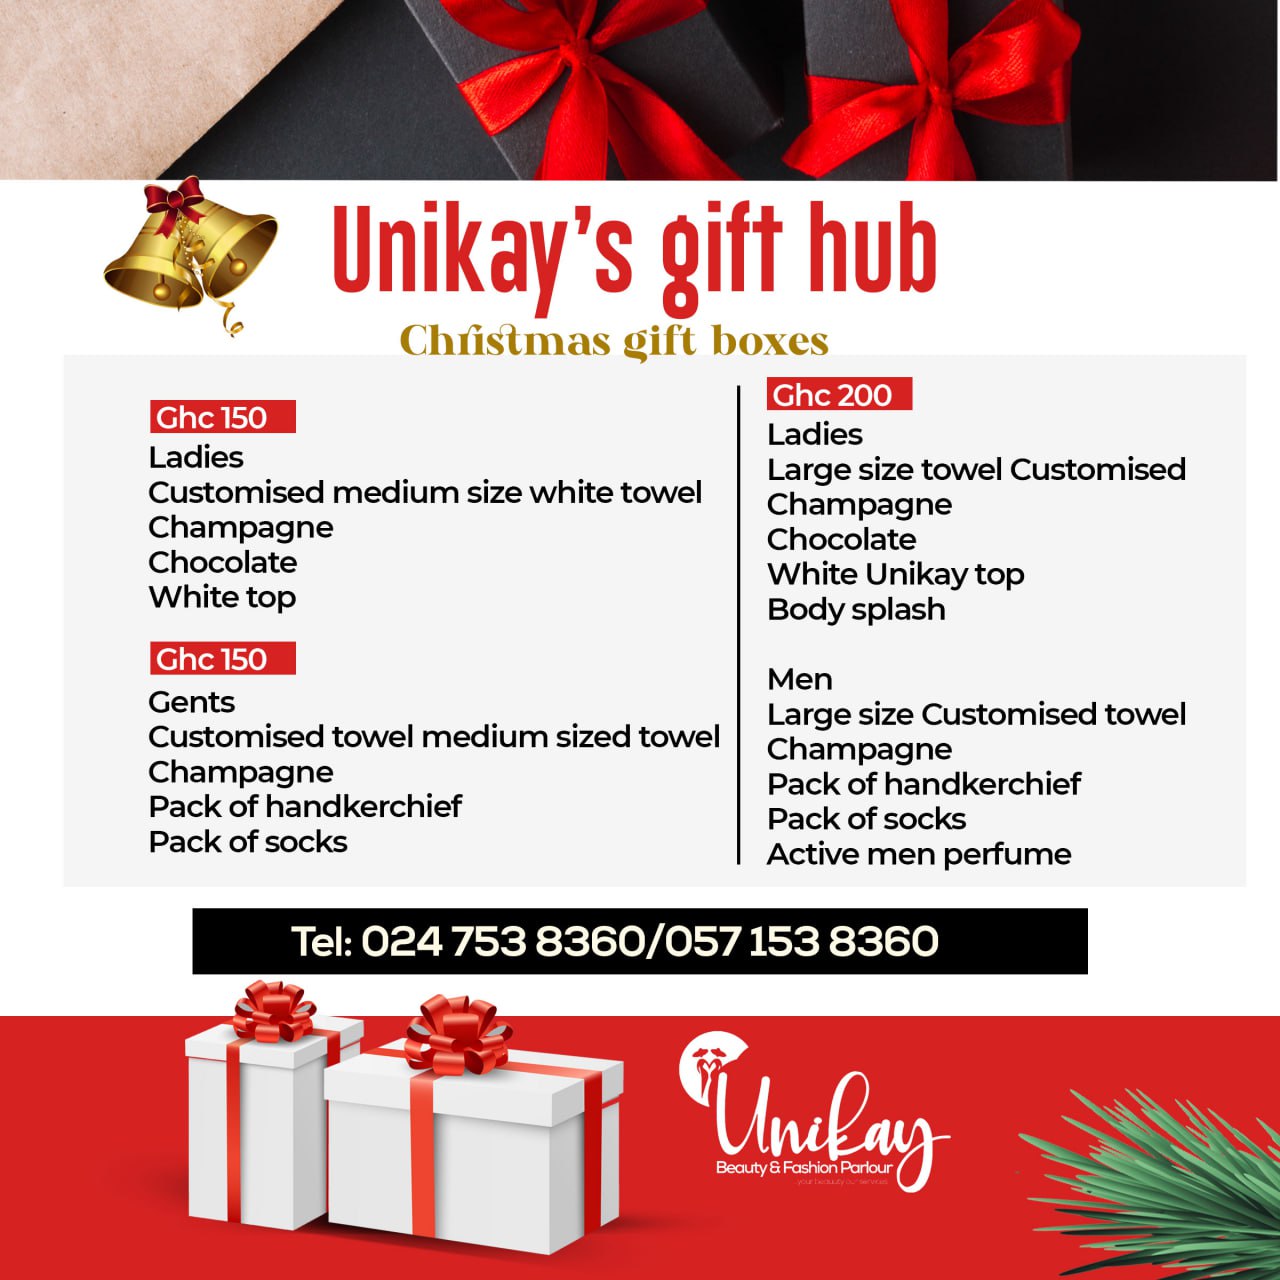 Unikay's gift hub
Christmas gift boxes
Ghc 150
Ladies
Customised medium size white towel
Champagne
Chocolate
White top
Ghc 150
Gents
Customised towel medium sized towel
Champagne
Pack of handkerchief
Pack of socks
Ghc 200
Ladies
Large size towel Customised
Champagne
Chocolate
White Unikay top
Body splash
Men
Large size Customised towel
Champagne
Pack of handkerchief
Pack of socks
Active men perfume
Tel: 024 753 8360/057 153 8360
Unikay
Beauty & Fashion Parlour